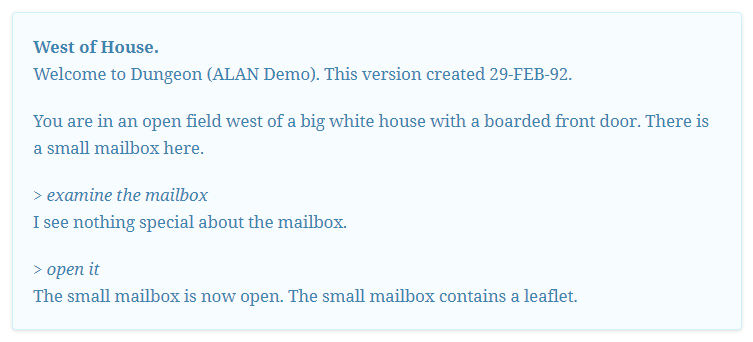 West of House.
Welcome to Dungeon (ALAN Demo). This version created 29-FEB-92.
You are in an open field west of a big white house with a boarded front door. There is
a small mailbox here.
> examine the mailbox
I see nothing special about the mailbox.
> open it
The small mailbox is now open. The small mailbox contains a leaflet.